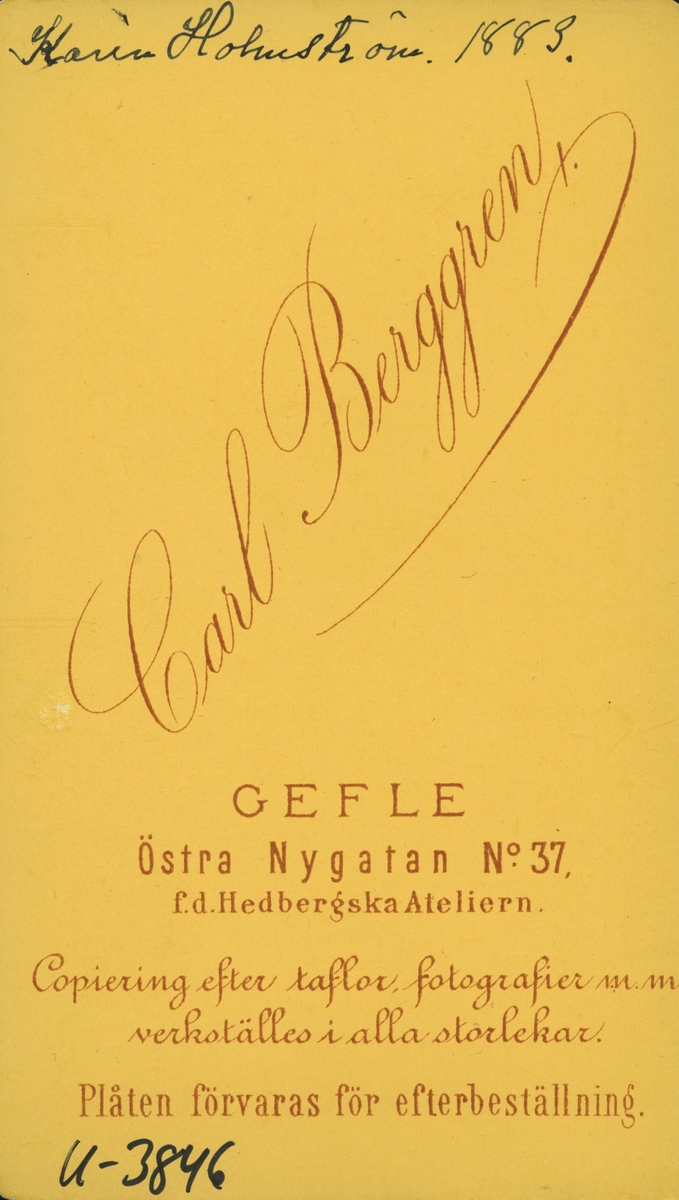 Karin Holmström. 1883.
Carl Berggren
GEFLE
Östra Nygatan No. 37,
f.d. Hedbergska Ateliern.
Copiering efter taflor, fotografier m.m.
verkställes i alla storlekar.
Plåten förvaras för efterbeställning.
U-3846